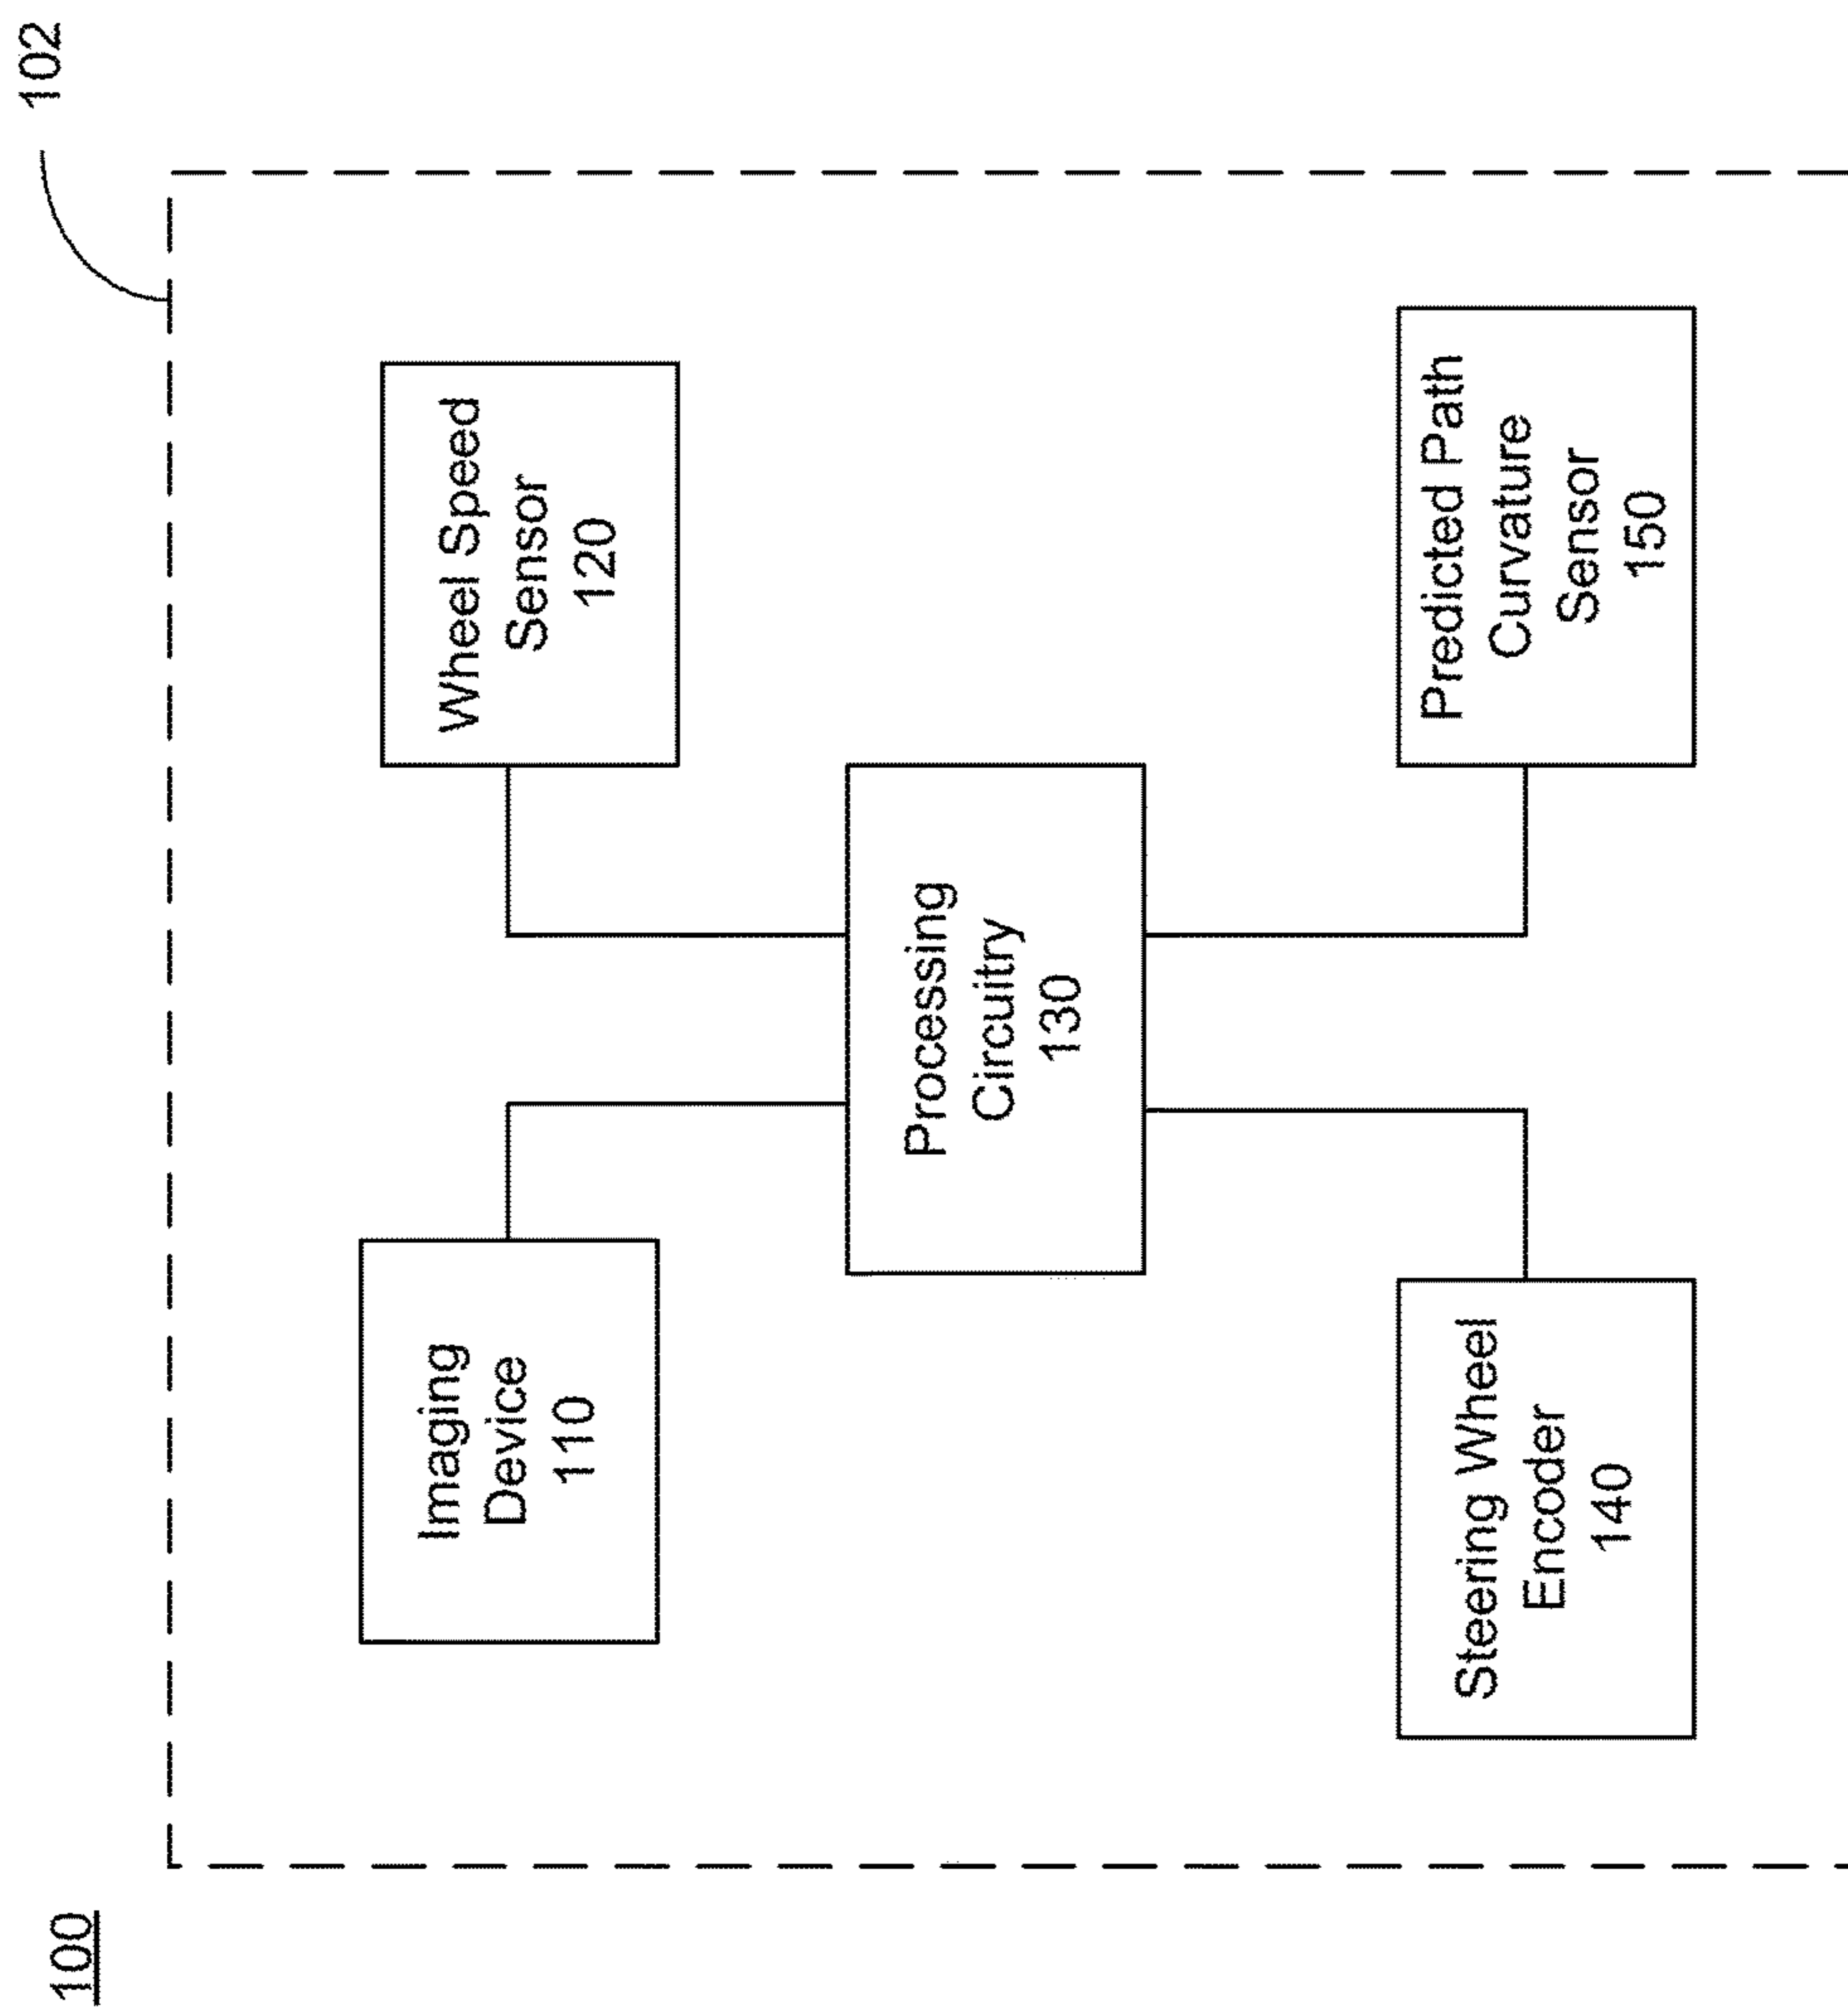 100
102
Imaging
Device
110
Wheel Speed
Sensor
120
Processing
Circuitry
130
Steering Wheel
Encoder
140
Predicted Path
Curvature
Sensor
150